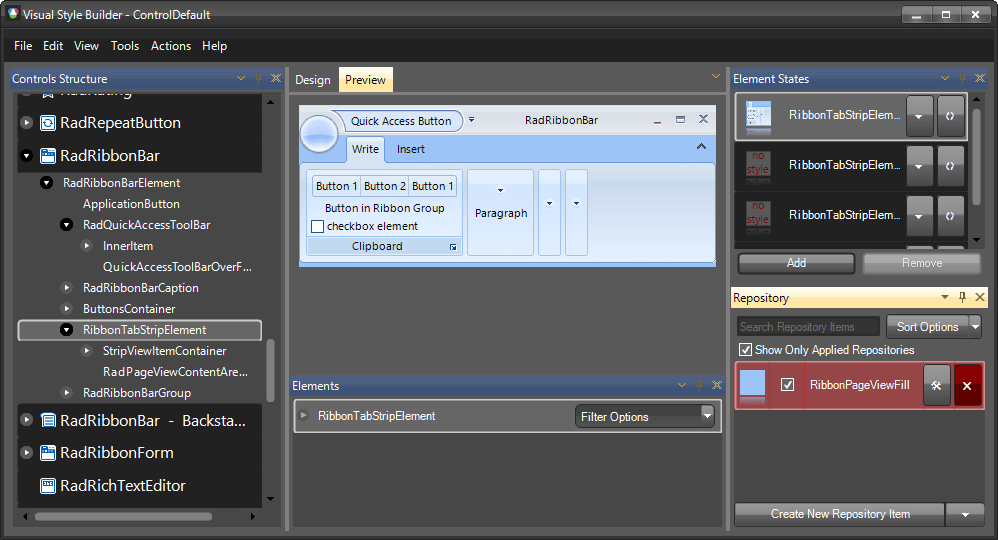 Visual Style Builder - ControlDefault
File Edit View Tools Actions Help
Controls Structure
RadRepeatButton
RadRibbonBar
RadRibbonBarElement
ApplicationButton
RadQuickAccessToolBar
InnerItem
QuickAccessToolBarOverF...
RadRibbonBarCaption
ButtonsContainer
RibbonTabStripElement
StripViewItemContainer
RadPageViewContentAre...
RadRibbonBarGroup
RadRibbonBar - Backsta...
RadRibbonForm
RadRichTextEditor
Design Preview
Quick Access Button RadRibbonBar
Write Insert
Button 1 Button 2 Button 1
Button in Ribbon Group
checkbox element
Clipboard
Paragraph
Elements
RibbonTabStripElement Filter Options
Element States
RibbonTabStripElem...
no style RibbonTabStripElem...
no style RibbonTabStripElem...
Add Remove
Repository
Search Repository Items Sort Options
Show Only Applied Repositories
RibbonPageViewFill
Create New Repository Item